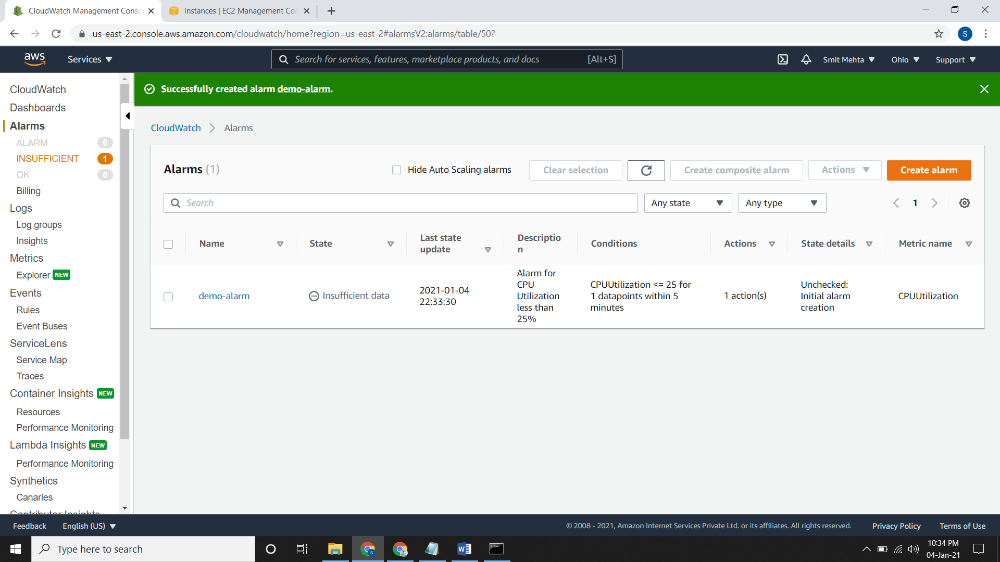 CloudWatch Management Conso
Instances | EC2 Management Con
us-east-2.console.aws.amazon.com/cloudwatch/home?region=us-east-2#alarmsV2:alarms/table/50?
S
aws
Services
Search for services, features, marketplace products, and docs
[Alt+S]
Smit Mehta
Ohio
Support
CloudWatch
Dashboards
Alarms
ALARM 0
INSUFFICIENT 1
OK 0
Billing
Logs
Log groups
Insights
Metrics
Explorer NEW
Events
Rules
Event Buses
ServiceLens
Service Map
Traces
Container Insights NEW
Resources
Performance Monitoring
Lambda Insights NEW
Performance Monitoring
Synthetics
Canaries
Contributor Insights
Successfully created alarm demo-alarm.
CloudWatch
Alarms
Alarms (1)
Hide Auto Scaling alarms
Clear selection
Create composite alarm
Actions
Create alarm
Search
Any state
Any type
1
Name
State
Last state
update
Descriptio
n
Conditions
Actions
State details
Metric name
demo-alarm
Insufficient data
2021-01-04
22:33:30
Alarm for
CPU
Utilization
less than
25%
CPUUtilization <= 25 for
1 datapoints within 5
minutes
1 action(s)
Unchecked:
Initial alarm
creation
CPUUtilization
Feedback
English (US)
© 2008 - 2021, Amazon Internet Services Private Ltd. or its affiliates. All rights reserved.
Privacy Policy
Terms of Use
Type here to search
10:34 PM
04-Jan-21